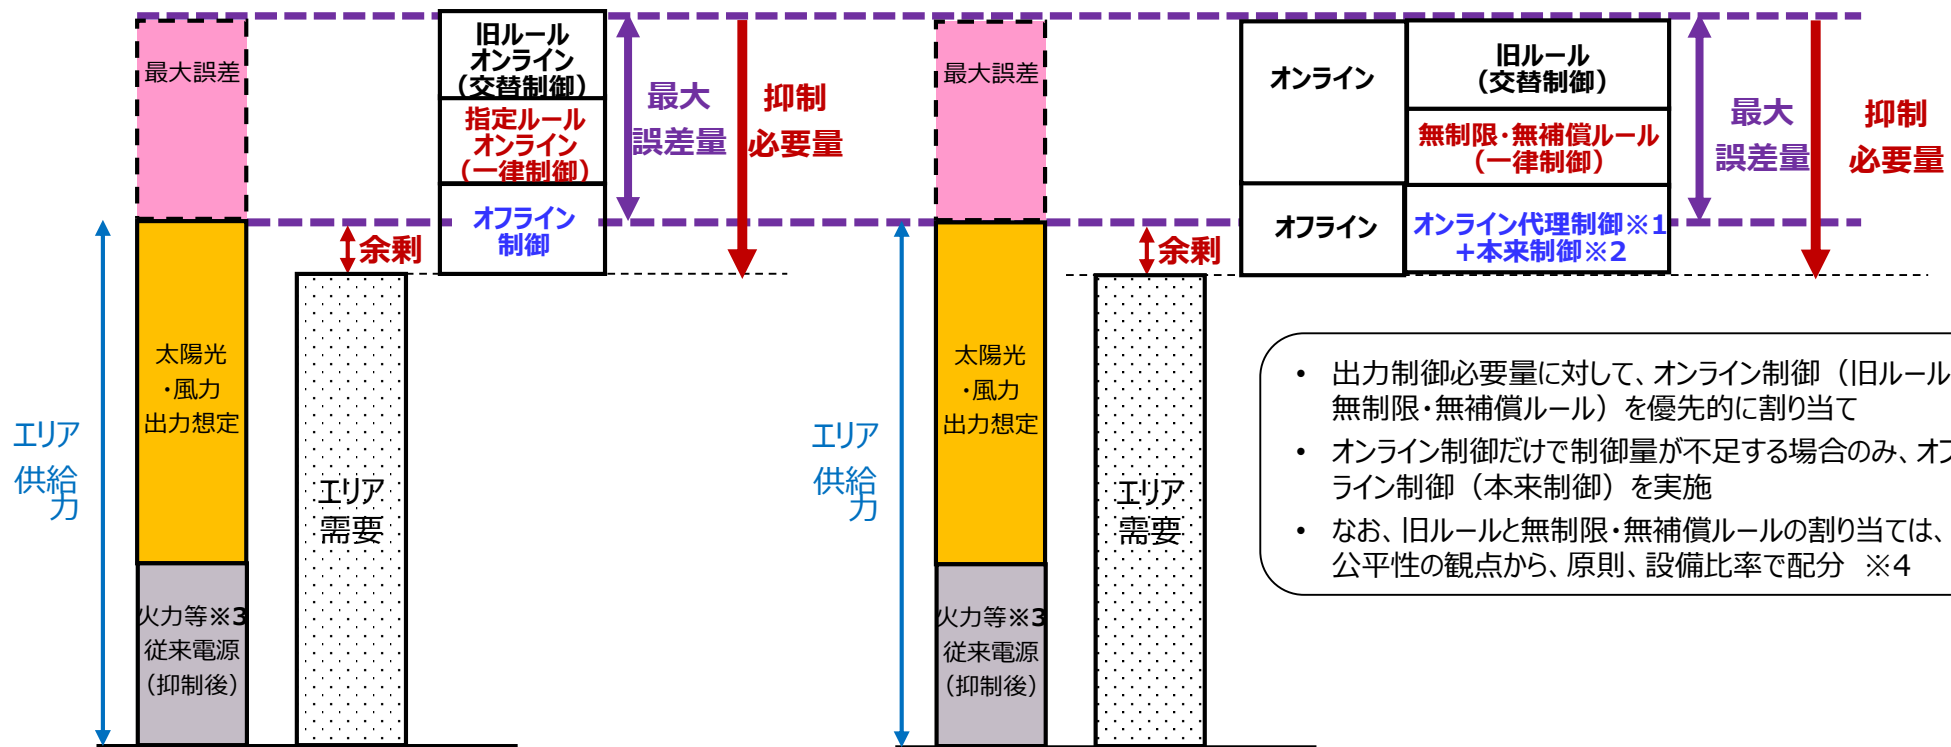 最大誤差
太陽光
・風力
出力想定
火力等※3
従来電源
（抑制後）
エリア
供給
力
余剰
エリア
需要
旧ルール
オンライン
（交替制御）
指定ルール
オンライン
（一律制御）
オフライン
制御
最大
誤差量
抑制
必要量
最大誤差
太陽光
・風力
出力想定
火力等※3
従来電源
（抑制後）
エリア
供給
力
余剰
エリア
需要
オンライン
旧ルール
（交替制御）
無制限・無補償ルール
（一律制御）
オフライン
オンライン代理制御※1
＋本来制御※2
最大
誤差量
抑制
必要量
• 出力制御必要量に対して、オンライン制御（旧ルール
無制限・無補償ルール）を優先的に割り当て
• オンライン制御だけで制御量が不足する場合のみ、オフ
ライン制御（本来制御）を実施
• なお、旧ルールと無制限・無補償ルールの割り当ては、
公平性の観点から、原則、設備比率で配分 ※4